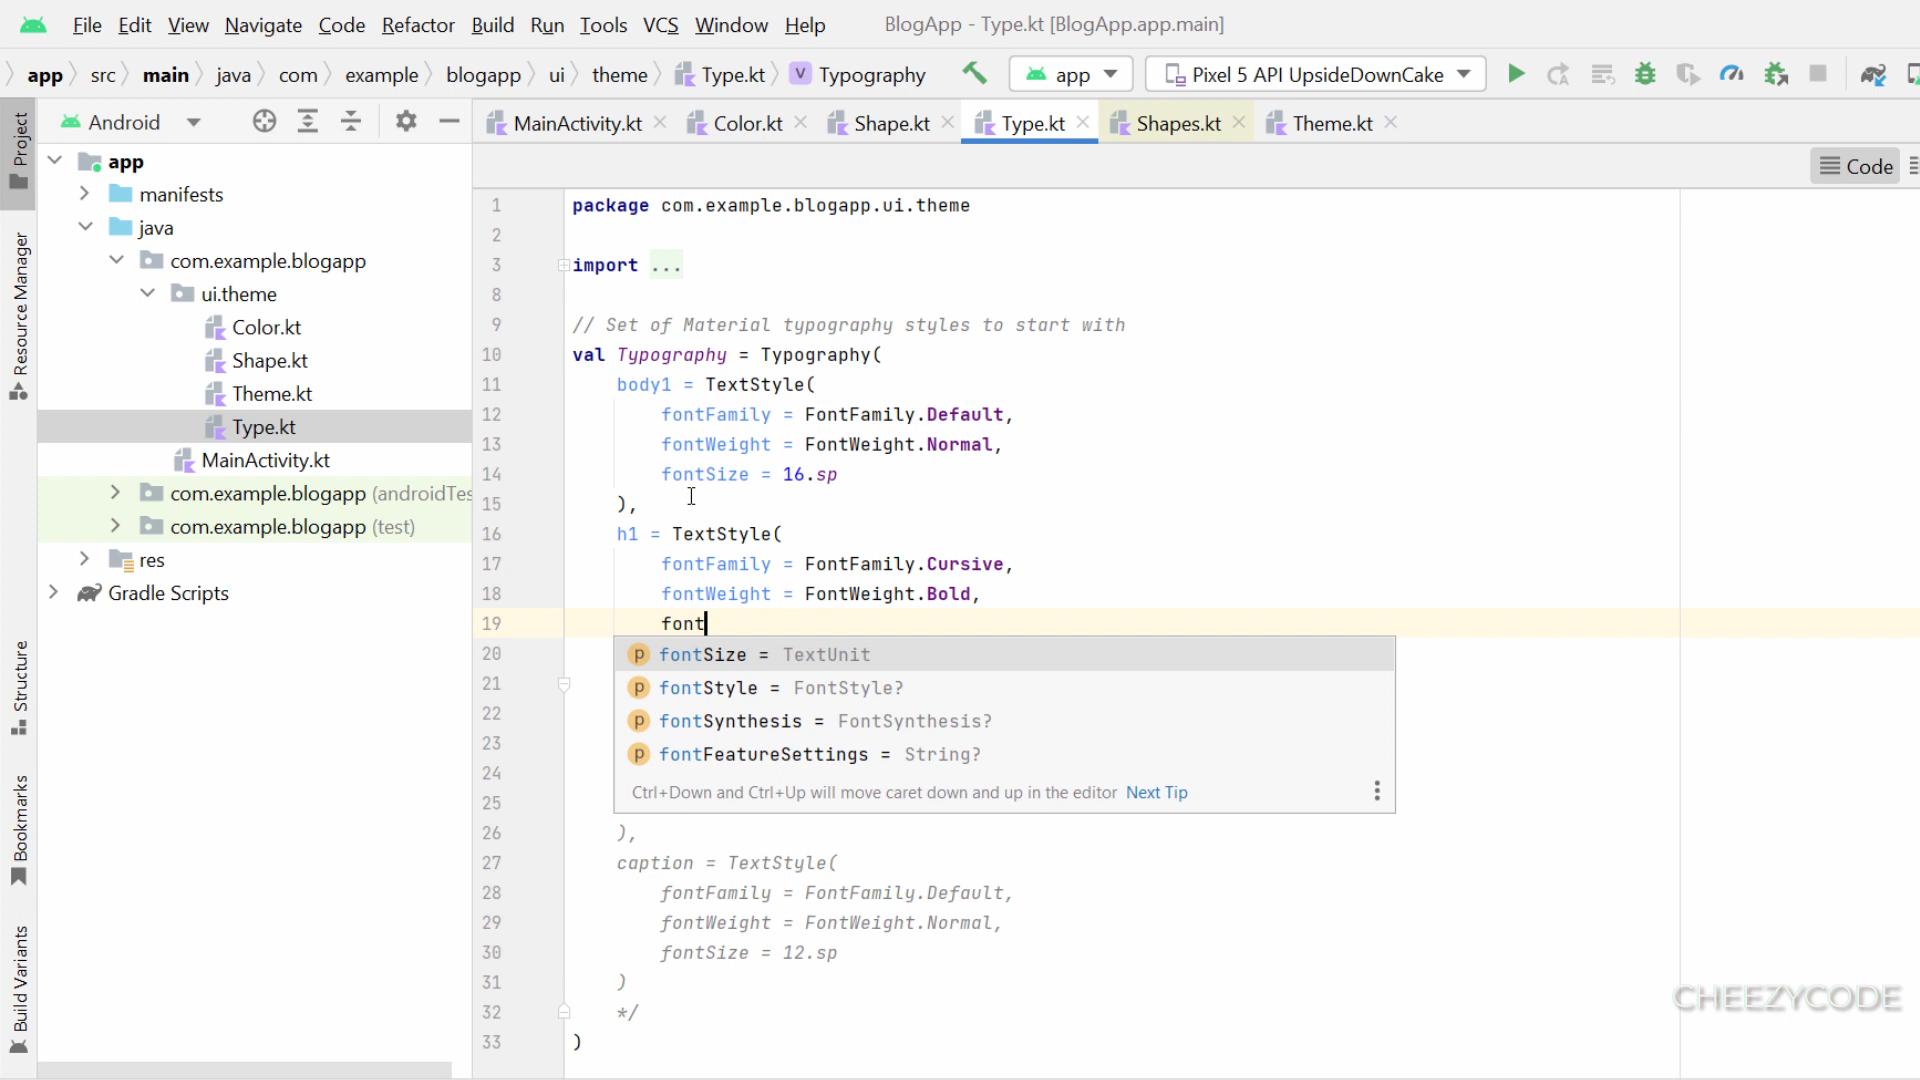 File Edit View Navigate Code Refactor Build Run Tools VCS Window Help BlogApp - Type.kt [BlogApp.app.main]
app src main java com example blogapp ui theme Type.kt V Typography app Pixel 5 API UpsideDownCake
Android
MainActivity.kt Color.kt Shape.kt Type.kt Shapes.kt Theme.kt
Code
Project
Resource Manager
Structure
Bookmarks
Build Variants
app
manifests
java
com.example.blogapp
ui.theme
Color.kt
Shape.kt
Theme.kt
Type.kt
MainActivity.kt
com.example.blogapp (androidTes
com.example.blogapp (test)
res
Gradle Scripts
1 package com.example.blogapp.ui.theme
2
3 import ...
8
9 // Set of Material typography styles to start with
10 val Typography = Typography(
11 body1 = TextStyle(
12 fontFamily = FontFamily.Default,
13 fontWeight = FontWeight.Normal,
14 fontSize = 16.sp
15 ),
16 h1 = TextStyle(
17 fontFamily = FontFamily.Cursive,
18 fontWeight = FontWeight.Bold,
19 font
20
21
22
23
24
25
p fontSize = TextUnit
p fontStyle = FontStyle?
p fontSynthesis = FontSynthesis?
p fontFeatureSettings = String?
Ctrl+Down and Ctrl+Up will move caret down and up in the editor Next Tip
26 ),
27 caption = TextStyle(
28 fontFamily = FontFamily.Default,
29 fontWeight = FontWeight.Normal,
30 fontSize = 12.sp
31 )
32 */
33 )
CHEEZYCODE